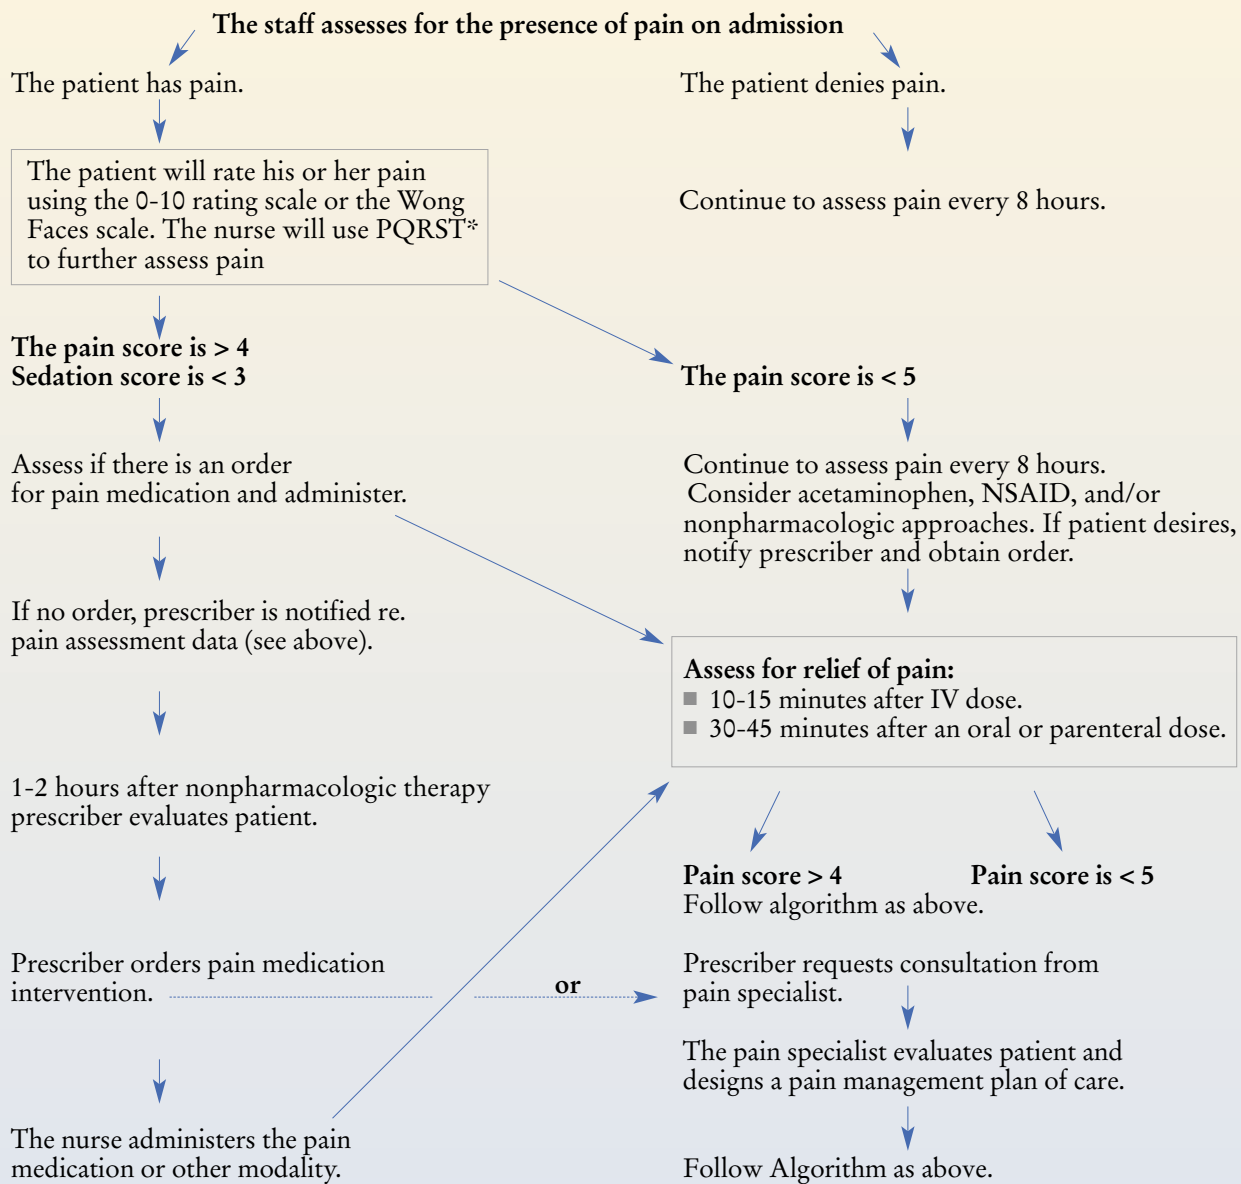 The staff assesses for the presence of pain on admission
The patient has pain.
The patient denies pain.
The patient will rate his or her pain
using the 0-10 rating scale or the Wong
Faces scale. The nurse will use PQRST*
to further assess pain
Continue to assess pain every 8 hours.
The pain score is > 4
Sedation score is < 3
The pain score is < 5
Assess if there is an order
for pain medication and administer.
Continue to assess pain every 8 hours.
Consider acetaminophen, NSAID, and/or
nonpharmacologic approaches. If patient desires,
notify prescriber and obtain order.
If no order, prescriber is notified re.
pain assessment data (see above).
Assess for relief of pain:
■ 10-15 minutes after IV dose.
■ 30-45 minutes after an oral or parenteral dose.
1-2 hours after nonpharmacologic therapy
prescriber evaluates patient.
Pain score > 4
Follow algorithm as above.
Pain score is < 5
Prescriber orders pain medication
intervention.
or
Prescriber requests consultation from
pain specialist.
The pain specialist evaluates patient and
designs a pain management plan of care.
The nurse administers the pain
medication or other modality.
Follow Algorithm as above.